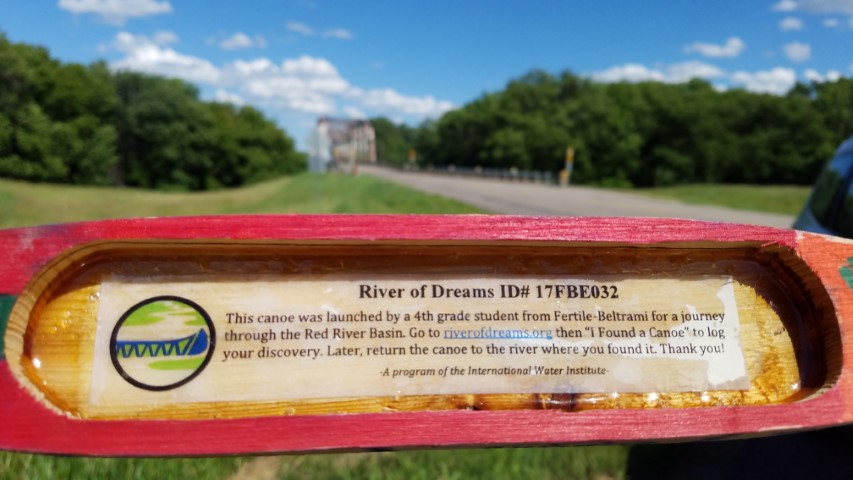 River of Dreams ID# 17FBE032
This canoe was launched by a 4th grade student from Fertile-Beltrami for a journey
through the Red River Basin. Go to riverofdreams.org then "I Found a Canoe" to log
your discovery. Later, return the canoe to the river where you found it. Thank you!
-A program of the International Water Institute-